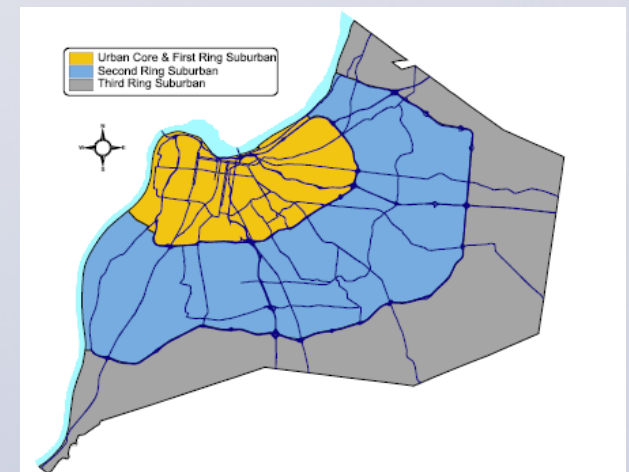 Urban Core & First Ring Suburban
Second Ring Suburban
Third Ring Suburban
N
W E
S